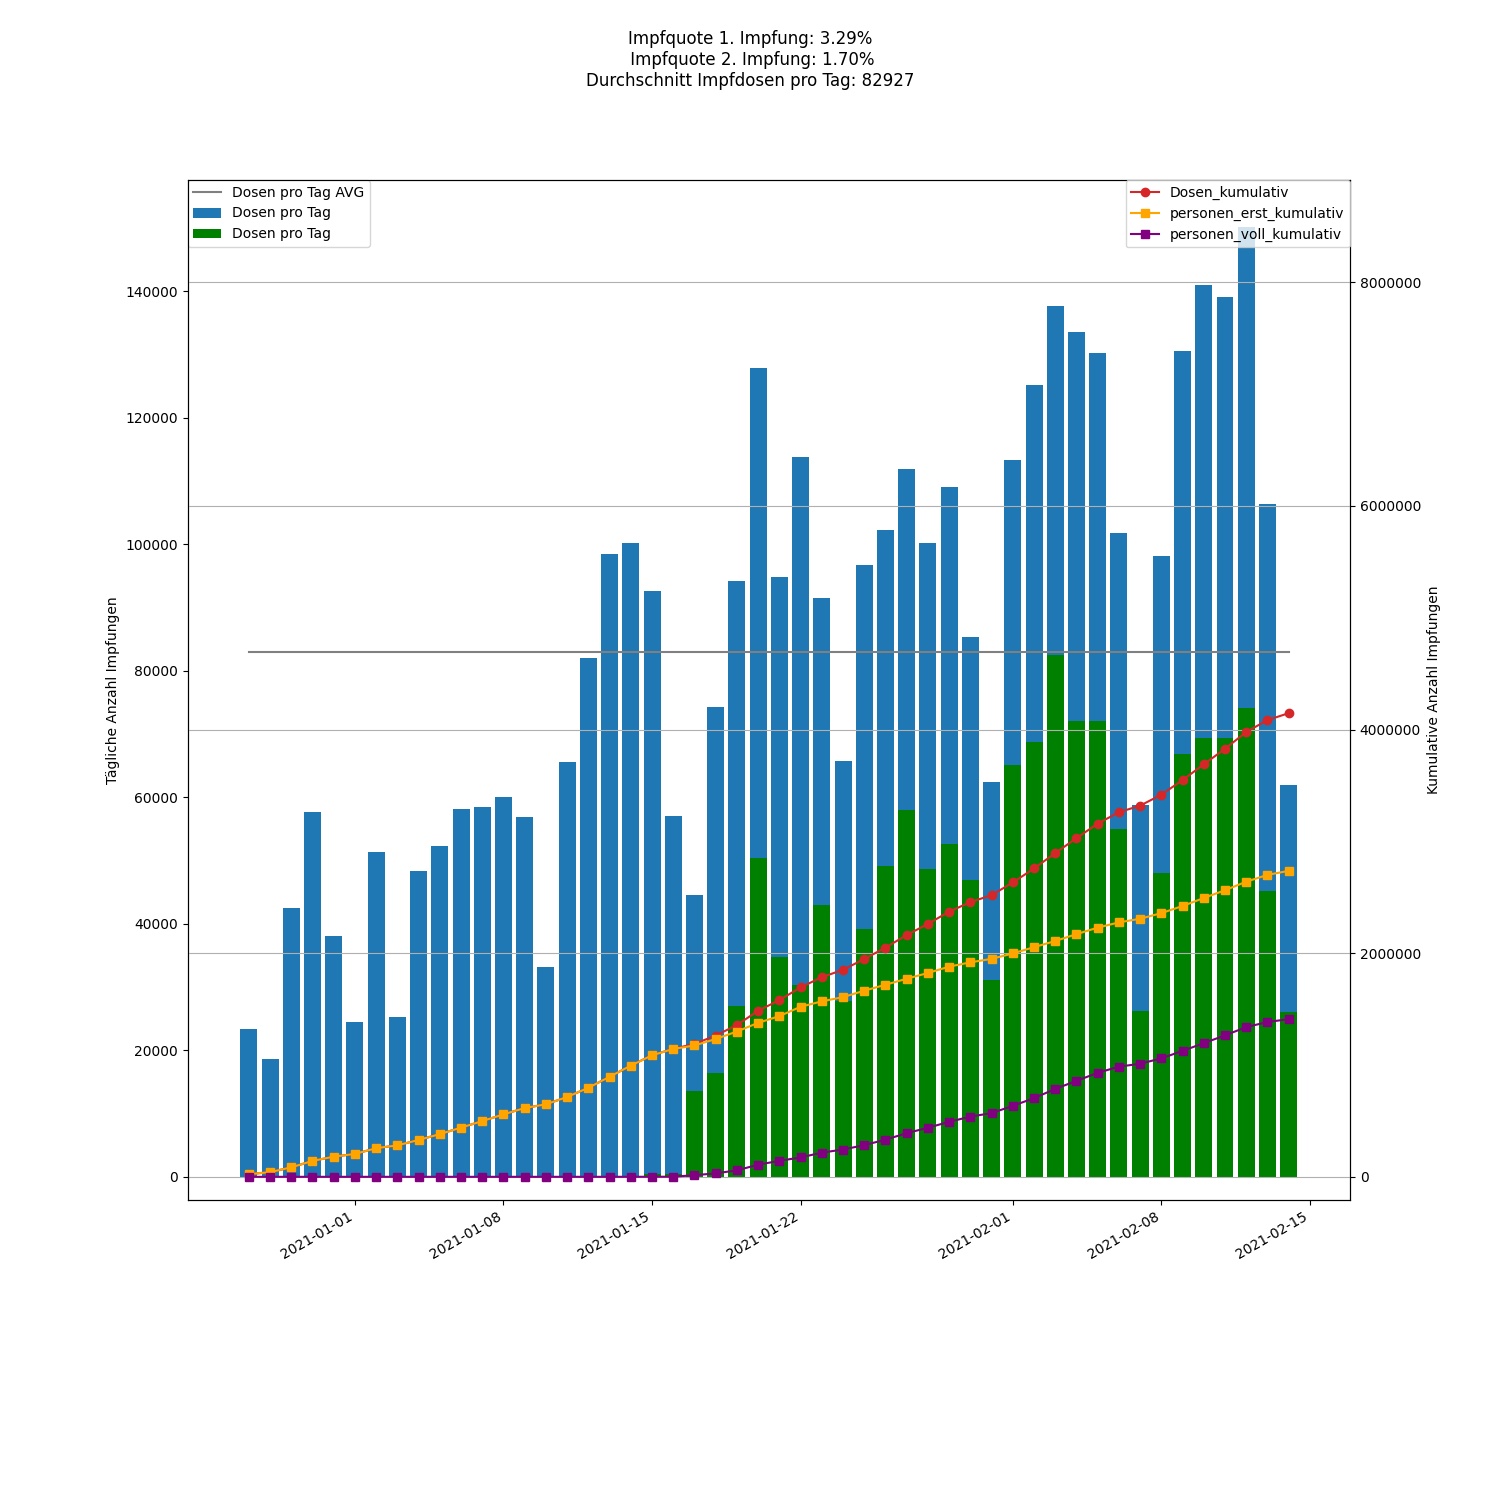 Impfquote 1. Impfung: 3.29%
Impfquote 2. Impfung: 1.70%
Durchschnitt Impfdosen pro Tag: 82927
Dosen pro Tag AVG
Dosen pro Tag
Dosen pro Tag
Dosen_kumulativ
personen_erst_kumulativ
personen_voll_kumulativ
Tägliche Anzahl Impfungen
140000
120000
100000
80000
60000
40000
20000
0
8000000
6000000
4000000
2000000
0
Kumulative Anzahl Impfungen
2021-01-01
2021-01-08
2021-01-15
2021-01-22
2021-02-01
2021-02-08
2021-02-15